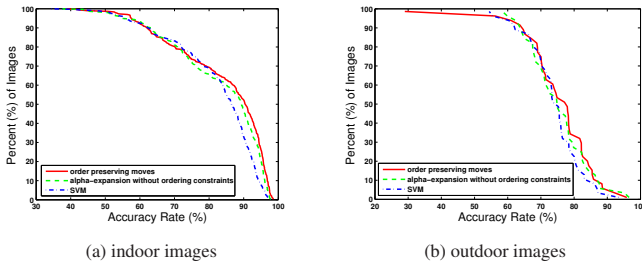 Percent (%) of Images
100
90
80
70
60
50
40
30
20
10
0
order preserving moves
alpha-expansion without ordering constraints
SVM
30 40 50 60 70 80 90 100
Accuracy Rate (%)
(a) indoor images
Percent (%) of Images
100
90
80
70
60
50
40
30
20
10
0
order preserving moves
alpha-expansion without ordering constraints
SVM
20 30 40 50 60 70 80 90 100
Accuracy Rate (%)
(b) outdoor images